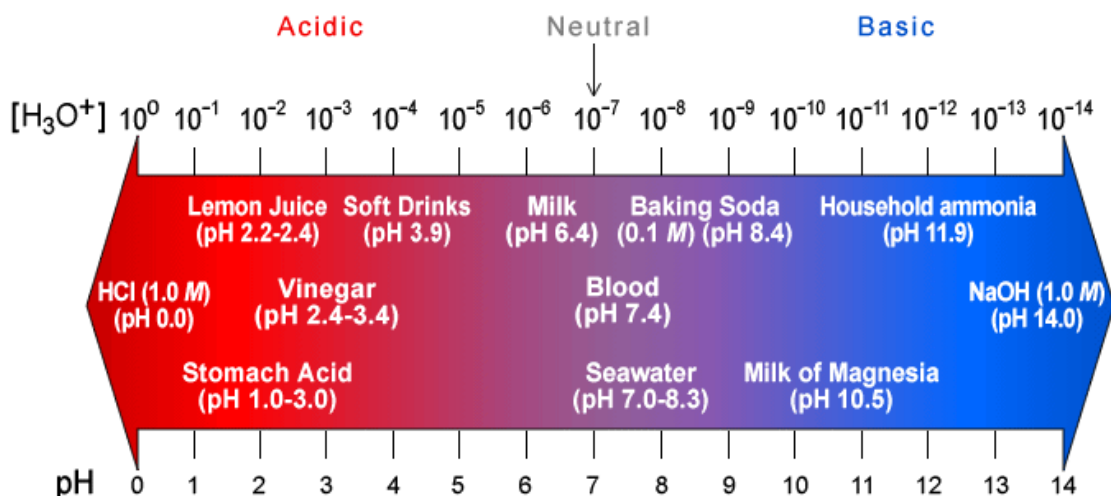 Acidic Neutral Basic
[H₃O⁺] 10⁰ 10⁻¹ 10⁻² 10⁻³ 10⁻⁴ 10⁻⁵ 10⁻⁶ 10⁻⁷ 10⁻⁸ 10⁻⁹ 10⁻¹⁰ 10⁻¹¹ 10⁻¹² 10⁻¹³ 10⁻¹⁴
Lemon Juice Soft Drinks Milk Baking Soda Household ammonia
(pH 2.2-2.4) (pH 3.9) (pH 6.4) (0.1 M) (pH 8.4) (pH 11.9)
HCl (1.0 M) Vinegar Blood NaOH (1.0 M)
(pH 0.0) (pH 2.4-3.4) (pH 7.4) (pH 14.0)
Stomach Acid Seawater Milk of Magnesia
(pH 1.0-3.0) (pH 7.0-8.3) (pH 10.5)
pH 0 1 2 3 4 5 6 7 8 9 10 11 12 13 14